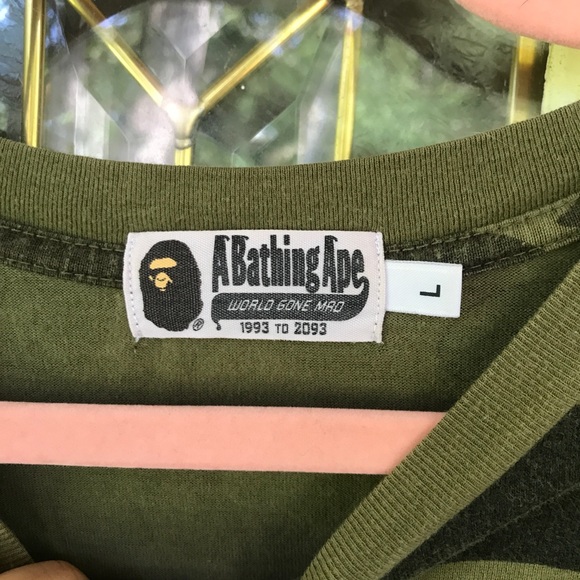 A Bathing Ape
WORLD GONE MAD
1993 TO 2093
L